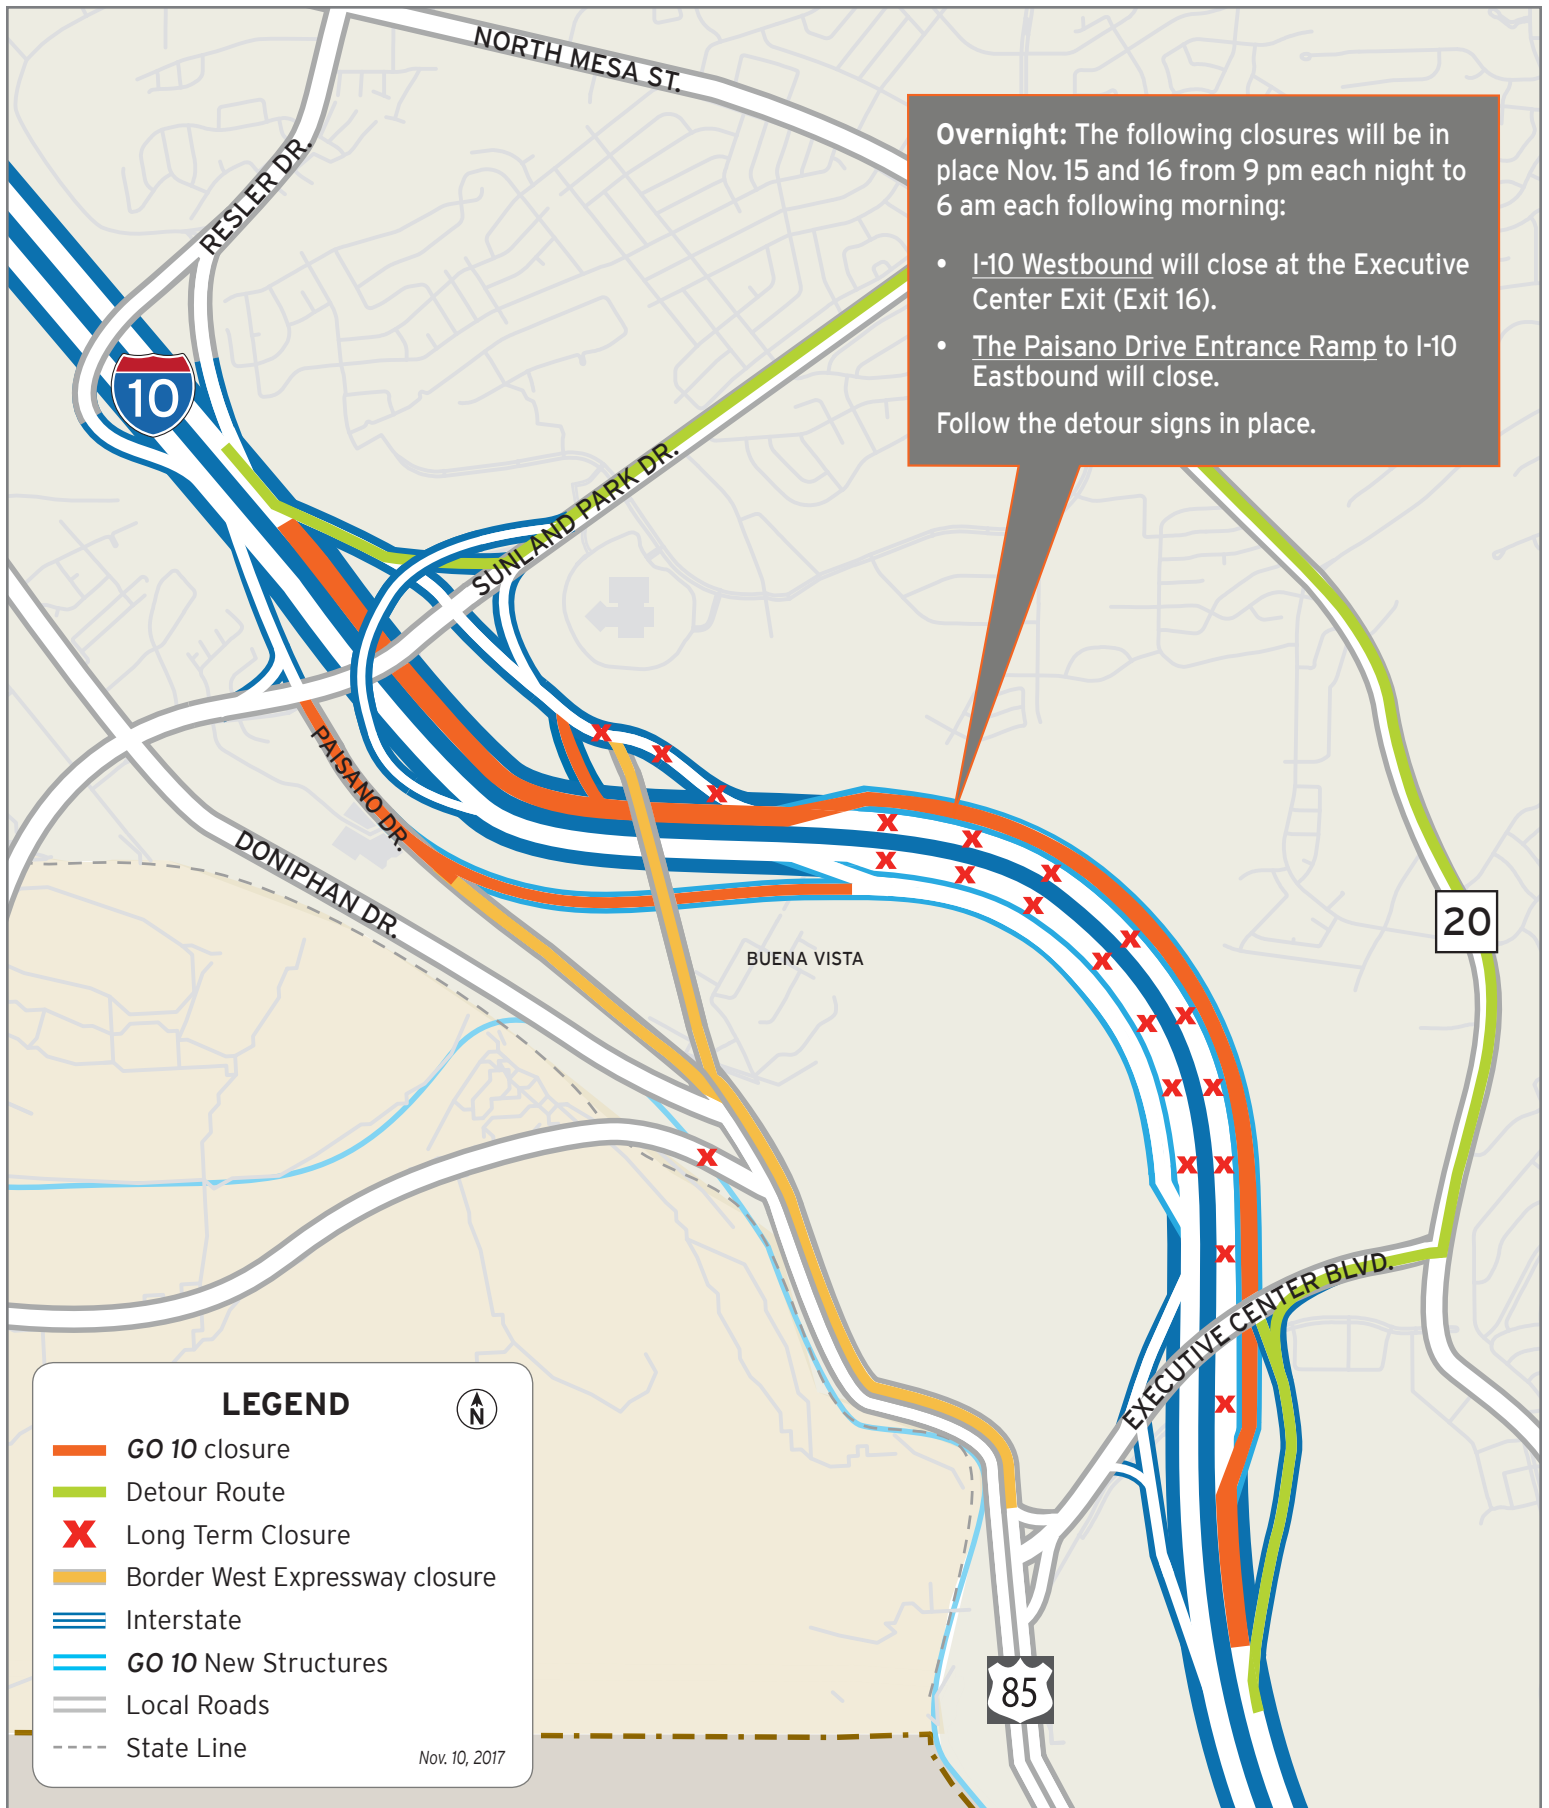 NORTH MESA ST.
RESLER DR.
Overnight: The following closures will be in
place Nov. 15 and 16 from 9 pm each night to
6 am each following morning:
• I-10 Westbound will close at the Executive
Center Exit (Exit 16).
• The Paisano Drive Entrance Ramp to I-10
Eastbound will close.
Follow the detour signs in place.
10
SUNLAND PARK DR.
PAISANO DR.
DONIPHAN DR.
20
BUENA VISTA
EXECUTIVE CENTER BLVD.
85
LEGEND
N
GO 10 closure
Detour Route
X Long Term Closure
Border West Expressway closure
Interstate
GO 10 New Structures
Local Roads
State Line
Nov. 10, 2017